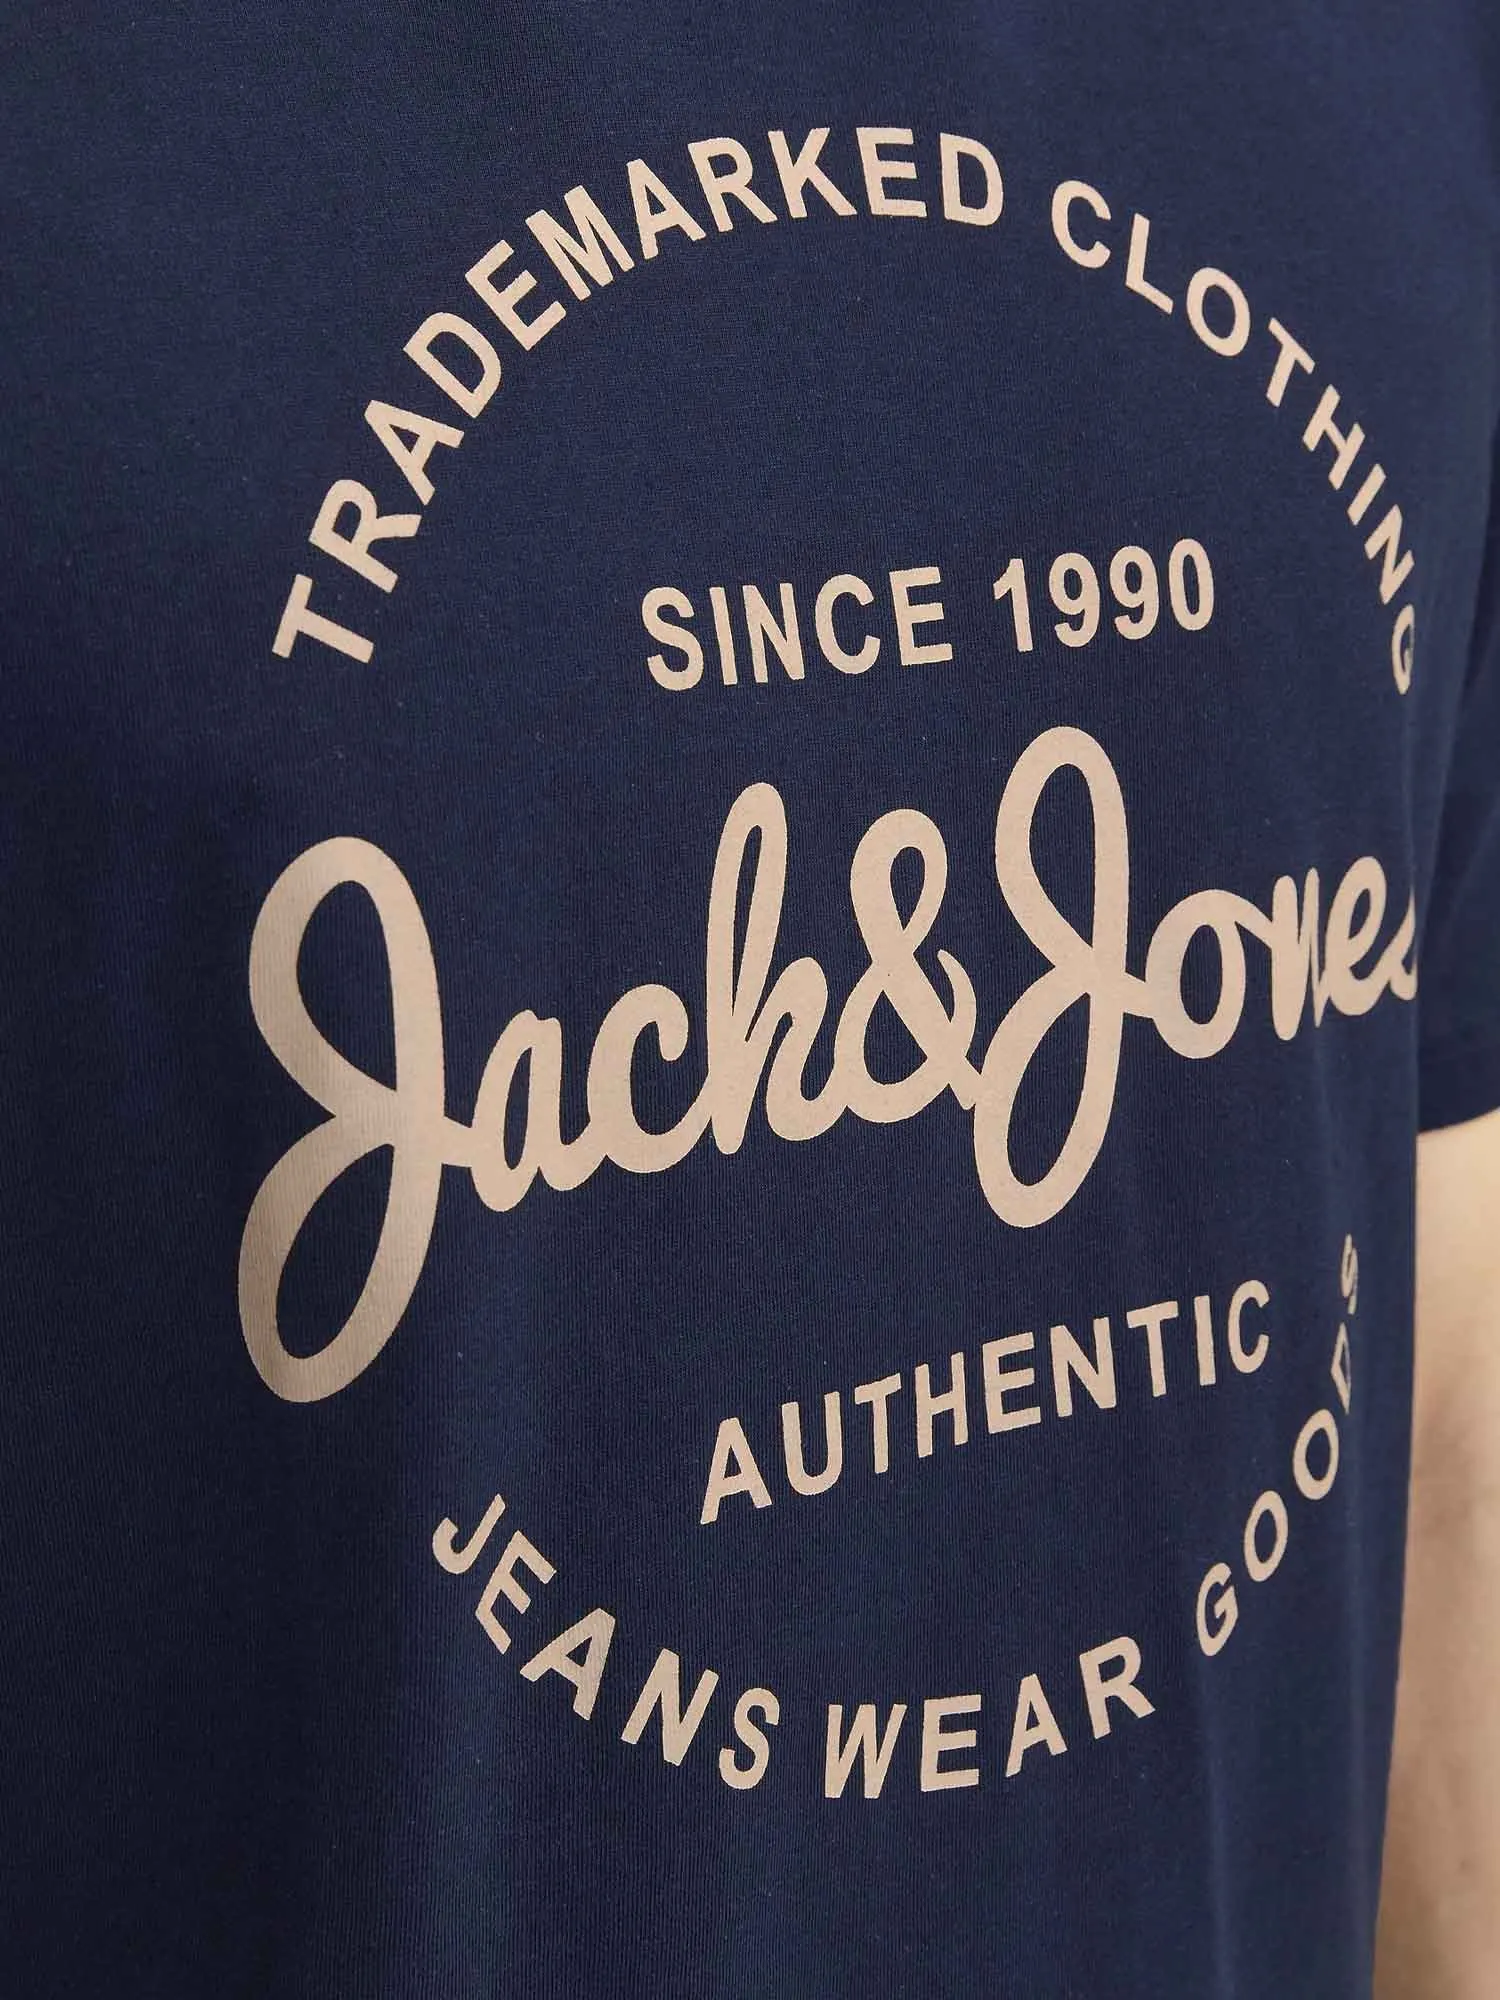 TRADEMARKED CLOTHING
SINCE 1990
Jack&Jones
AUTHENTIC
JEANS WEAR GOODS